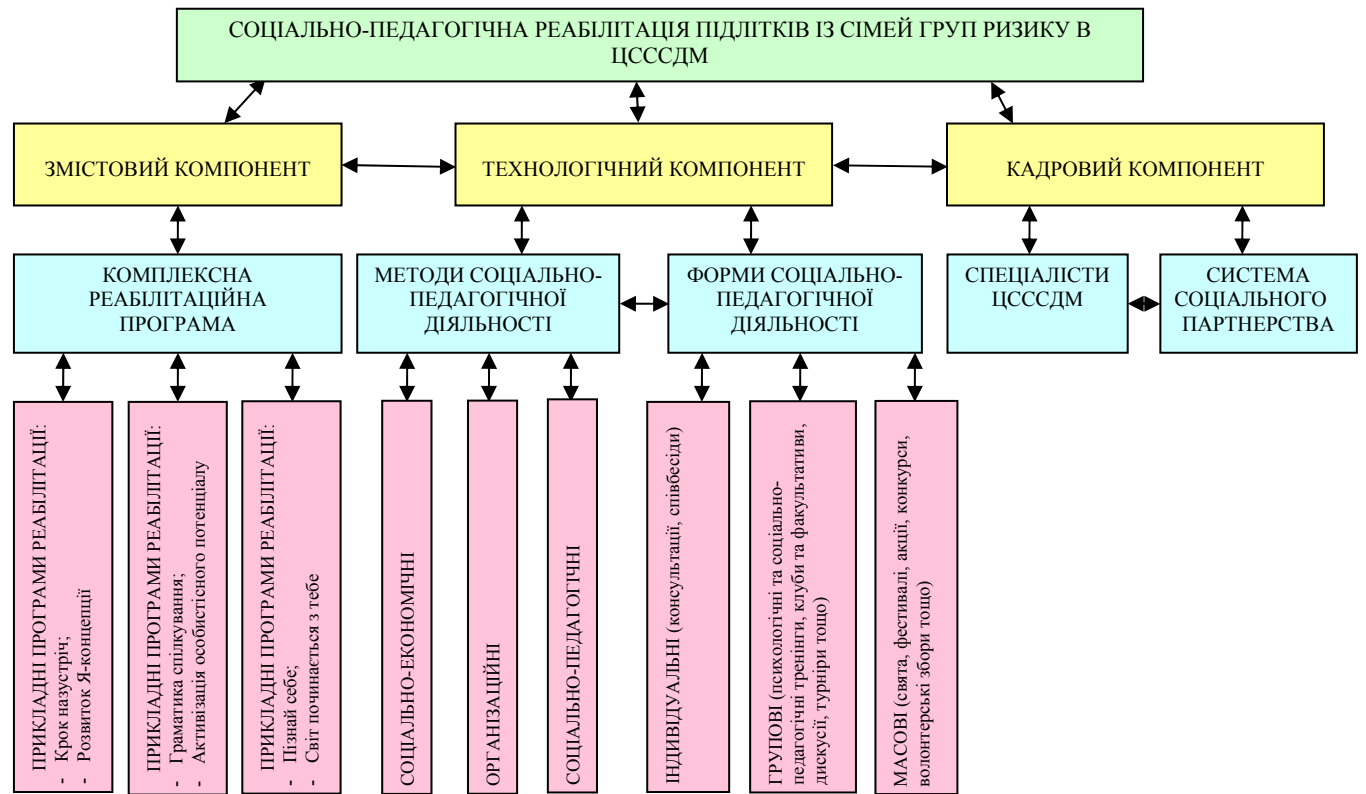 СОЦІАЛЬНО-ПЕДАГОГІЧНА РЕАБІЛІТАЦІЯ ПІДЛІТКІВ ІЗ СІМЕЙ ГРУП РИЗИКУ В
ЦСССДМ
ЗМІСТОВИЙ КОМПОНЕНТ
ТЕХНОЛОГІЧНИЙ КОМПОНЕНТ
КАДРОВИЙ КОМПОНЕНТ
КОМПЛЕКСНА
РЕАБІЛІТАЦІЙНА
ПРОГРАМА
МЕТОДИ СОЦІАЛЬНО-
ПЕДАГОГІЧНОЇ
ДІЯЛЬНОСТІ
ФОРМИ СОЦІАЛЬНО-
ПЕДАГОГІЧНОЇ
ДІЯЛЬНОСТІ
СПЕЦІАЛІСТИ
ЦСССДМ
СИСТЕМА
СОЦІАЛЬНОГО
ПАРТНЕРСТВА
ПРИКЛАДНІ ПРОГРАМИ РЕАБІЛІТАЦІЇ:
- Крок назустріч;
- Розвиток Я-концепції
ПРИКЛАДНІ ПРОГРАМИ РЕАБІЛІТАЦІЇ:
- Граматика спілкування;
- Активізація особистісного потенціалу
ПРИКЛАДНІ ПРОГРАМИ РЕАБІЛІТАЦІЇ:
- Пізнай себе;
- Світ починається з тебе
СОЦІАЛЬНО-ЕКОНОМІЧНІ
ОРГАНІЗАЦІЙНІ
СОЦІАЛЬНО-ПЕДАГОГІЧНІ
ІНДИВІДУАЛЬНІ (консультації, співбесіди)
ГРУПОВІ (психологічні та соціально-
педагогічні тренінги, клуби та факультативи,
дискусії, турніри тощо)
МАСОВІ (свята, фестивалі, акції, конкурси,
волонтерські збори тощо)